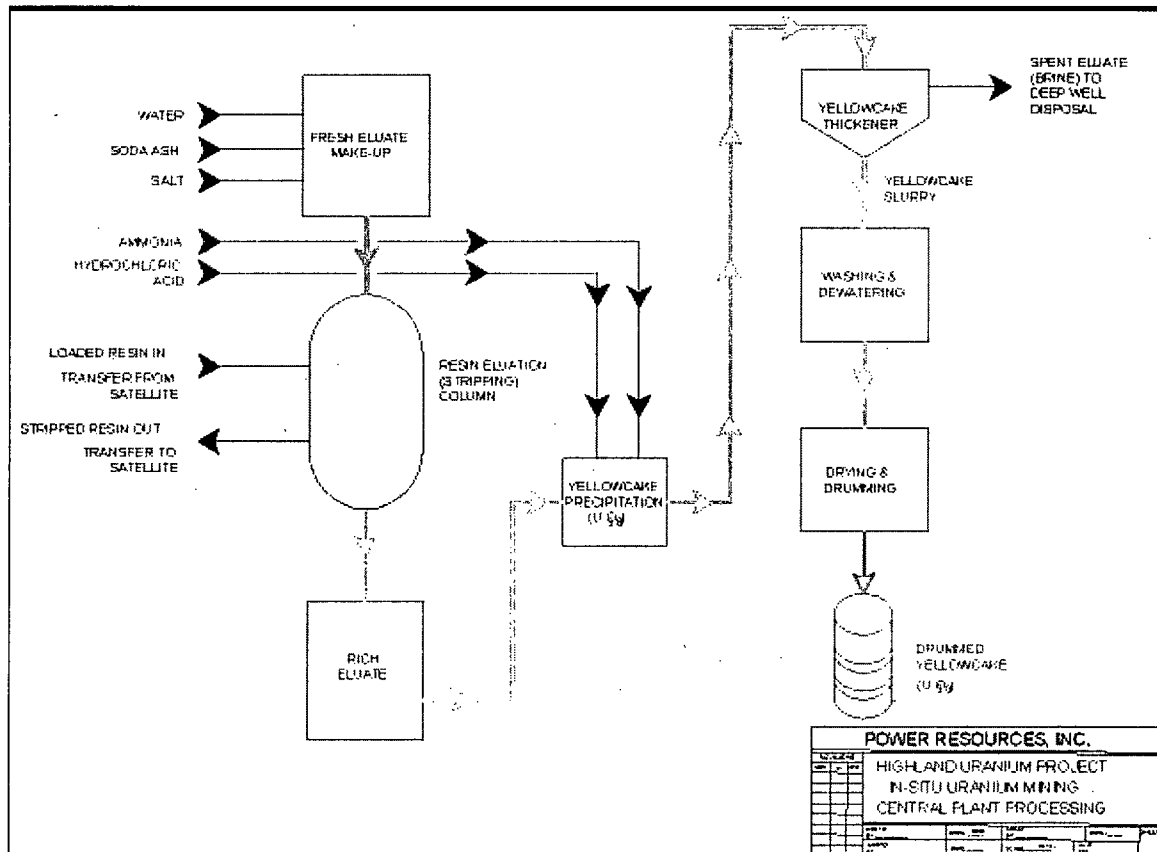 WATER
SODA ASH
SALT
FRESH ELUATE
MAKE-UP
AMMONIA
HYDROCHLORIC
ACID
LOADED RESIN IN
TRANSFER FROM
SATELLITE
STRIPPED RESIN OUT
TRANSFER TO
SATELLITE
RESIN ELUATION
(STRIPPING)
COLUMN
RICH
ELUATE
YELLOWCAKE
PRECIPITATION
YELLOWCAKE
THICKENER
SPENT ELUATE
(BRINE) TO
DEEP WELL
DISPOSAL
YELLOWCAKE
SLURRY
WASHING &
DEWATERING
DRYING &
DRUMMING
DRUMMED
YELLOWCAKE
POWER RESOURCES, INC.
HIGHLAND URANIUM PROJECT
IN-SITU URANIUM MINING
CENTRAL PLANT PROCESSING